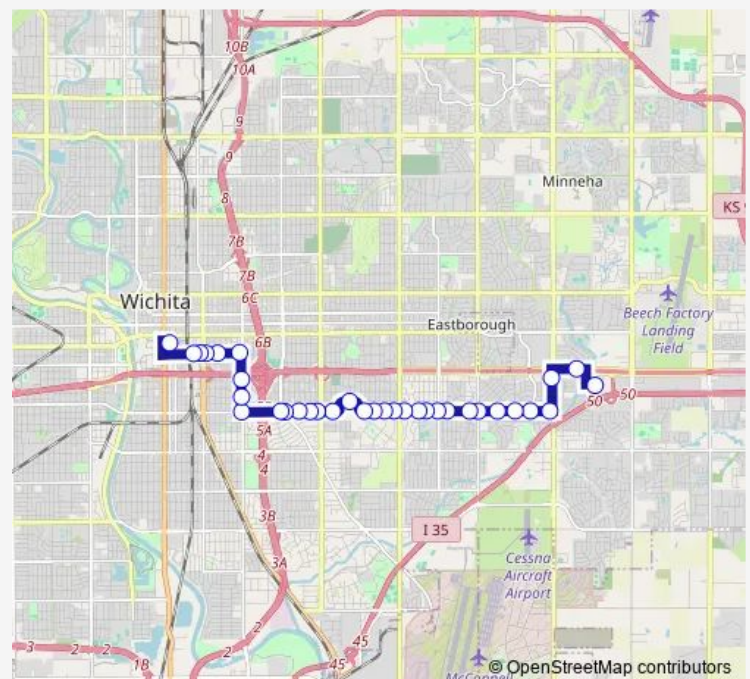 10B
10A
9
9
8
Minneha
KS
7B
7B
6C
Wichita
Beech Factory
Landing
Field
Eastborough
6B
50
50
5A
4
4
3B
I 35
Cessna
Aircraft
Airport
3A
2
2
2
2
1B
45
45
McConnell
© OpenStreetMap contributors